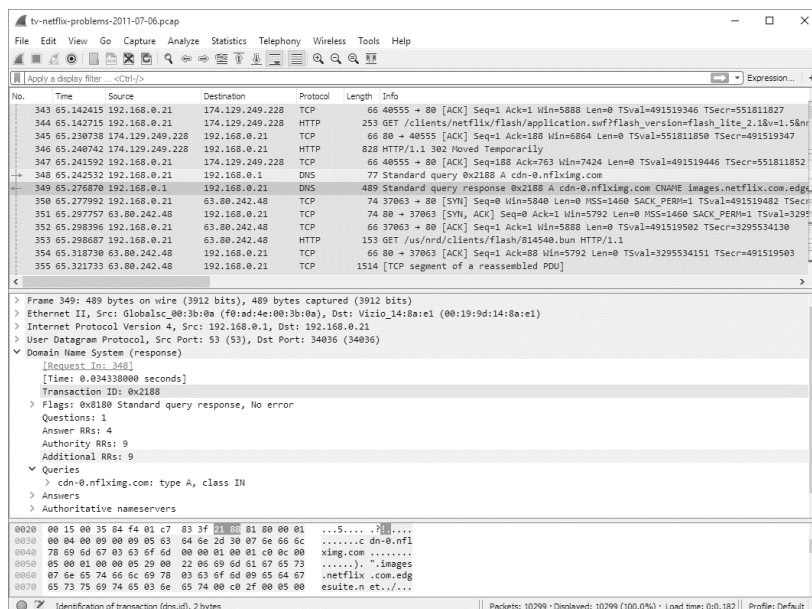 tv-netflix-problems-2011-07-06.pcap
File Edit View Go Capture Analyze Statistics Telephony Wireless Tools Help
Apply a display filter ... <Ctrl-/>
Expression...
No. Time Source Destination Protocol Length Info
343 65.142415 192.168.0.21 174.129.249.228 TCP 66 40555 → 80 [ACK] Seq=1 Ack=1 Win=5888 Len=0 TSval=491519346 TSecr=551811827
344 65.142715 192.168.0.21 174.129.249.228 HTTP 253 GET /clients/netflix/flash/application.swf?flash_version=flash_lite_2.1&v=1.5&nr
345 65.230738 174.129.249.228 192.168.0.21 TCP 66 80 → 40555 [ACK] Seq=1 Ack=188 Win=6864 Len=0 TSval=551811850 TSecr=491519347
346 65.240742 174.129.249.228 192.168.0.21 HTTP 828 HTTP/1.1 302 Moved Temporarily
347 65.241592 192.168.0.21 174.129.249.228 TCP 66 40555 → 80 [ACK] Seq=188 Ack=763 Win=7424 Len=0 TSval=491519446 TSecr=551811852
348 65.242532 192.168.0.21 192.168.0.1 DNS 77 Standard query 0x2188 A cdn-0.nflximg.com
349 65.276870 192.168.0.1 192.168.0.21 DNS 489 Standard query response 0x2188 A cdn-0.nflximg.com CNAME images.netflix.com.edge
350 65.277992 192.168.0.21 63.80.242.48 TCP 74 37063 → 80 [SYN] Seq=0 Win=5840 Len=0 MSS=1460 SACK_PERM=1 TSval=491519482 TSecr=
351 65.297757 63.80.242.48 192.168.0.21 TCP 74 80 → 37063 [SYN, ACK] Seq=0 Ack=1 Win=5792 Len=0 MSS=1460 SACK_PERM=1 TSval=3295
352 65.298396 192.168.0.21 63.80.242.48 TCP 66 37063 → 80 [ACK] Seq=1 Ack=1 Win=5888 Len=0 TSval=491519502 TSecr=3295534130
353 65.298687 192.168.0.21 63.80.242.48 HTTP 153 GET /us/nrd/clients/flash/814540.bun HTTP/1.1
354 65.318730 63.80.242.48 192.168.0.21 TCP 66 80 → 37063 [ACK] Seq=1 Ack=88 Win=5792 Len=0 TSval=3295534151 TSecr=491519503
355 65.321733 63.80.242.48 192.168.0.21 TCP 1514 [TCP segment of a reassembled PDU]
Frame 349: 489 bytes on wire (3912 bits), 489 bytes captured (3912 bits)
Ethernet II, Src: Globalsc_00:3b:0a (f0:ad:4e:00:3b:0a), Dst: Vizio_14:8a:e1 (00:19:9d:14:8a:e1)
Internet Protocol Version 4, Src: 192.168.0.1, Dst: 192.168.0.21
User Datagram Protocol, Src Port: 53 (53), Dst Port: 34036 (34036)
Domain Name System (response)
[Request In: 348]
[Time: 0.034338000 seconds]
Transaction ID: 0x2188
Flags: 0x8180 Standard query response, No error
Questions: 1
Answer RRs: 4
Authority RRs: 9
Additional RRs: 9
Queries
cdn-0.nflximg.com: type A, class IN
Answers
Authoritative nameservers
0020 00 15 00 35 84 f4 01 c7 83 3f 21 88 81 80 00 01 ...5.... .?!.....
0030 00 04 00 09 00 09 05 63 64 6e 2d 30 07 6e 66 6c .......c dn-0.nfl
0040 78 69 6d 67 03 63 6f 6d 00 00 01 00 01 c0 0c 00 ximg.com ........
0050 05 00 01 00 00 05 29 00 22 06 69 6d 61 67 65 73 ......). ".images
0060 07 6e 65 74 66 6c 69 78 03 63 6f 6d 09 65 64 67 .netflix .com.edg
0070 65 73 75 69 74 65 03 6e 65 74 00 c0 2f 00 05 00 esuite.n et../...
Identification of transaction (dns.id), 2 bytes
Packets: 10299 · Displayed: 10299 (100.0%) · Load time: 0:0.182
Profile: Default